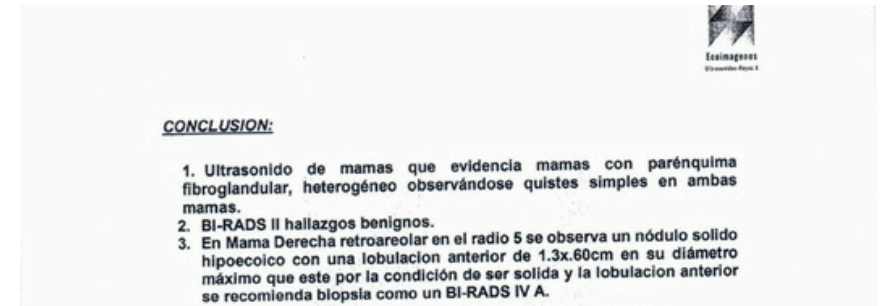 Ecoimagenes
CONCLUSION:
1. Ultrasonido de mamas que evidencia mamas con parénquima
fibroglandular, heterogéneo observándose quistes simples en ambas
mamas.
2. BI-RADS II hallazgos benignos.
3. En Mama Derecha retroareolar en el radio 5 se observa un nódulo solido
hipoecoico con una lobulacion anterior de 1.3x.60cm en su diámetro
máximo que este por la condición de ser solida y la lobulacion anterior
se recomienda biopsia como un BI-RADS IV A.